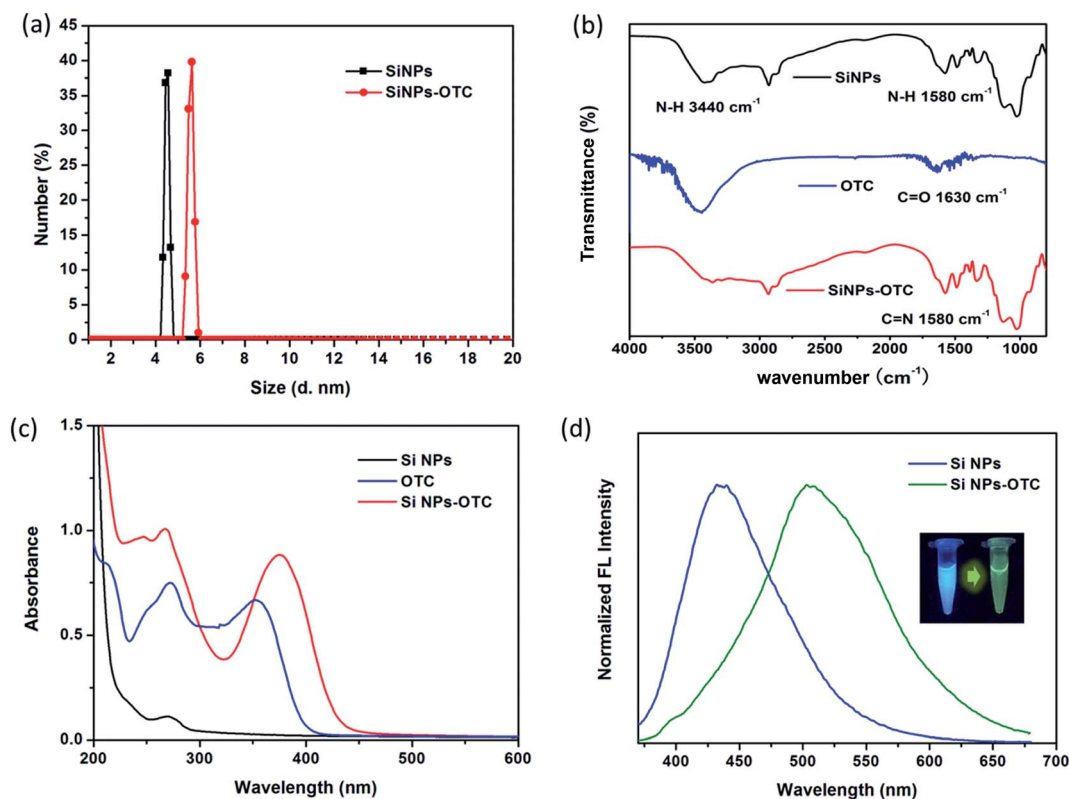 (a)
SiNPs
SiNPs-OTC
Number (%)
45
40
35
30
25
20
15
10
5
0
2 4 6 8 10 12 14 16 18 20
Size (d. nm)
(b)
SiNPs
N-H 3440 cm⁻¹
N-H 1580 cm⁻¹
OTC
C=O 1630 cm⁻¹
SiNPs-OTC
C=N 1580 cm⁻¹
Transmittance (%)
4000 3500 3000 2500 2000 1500 1000
wavenumber (cm⁻¹)
(c)
Si NPs
OTC
Si NPs-OTC
Absorbance
1.5
1.0
0.5
0.0
200 300 400 500 600
Wavelength (nm)
(d)
Si NPs
Si NPs-OTC
Normalized FL Intensity
400 450 500 550 600 650 700
Wavelength (nm)